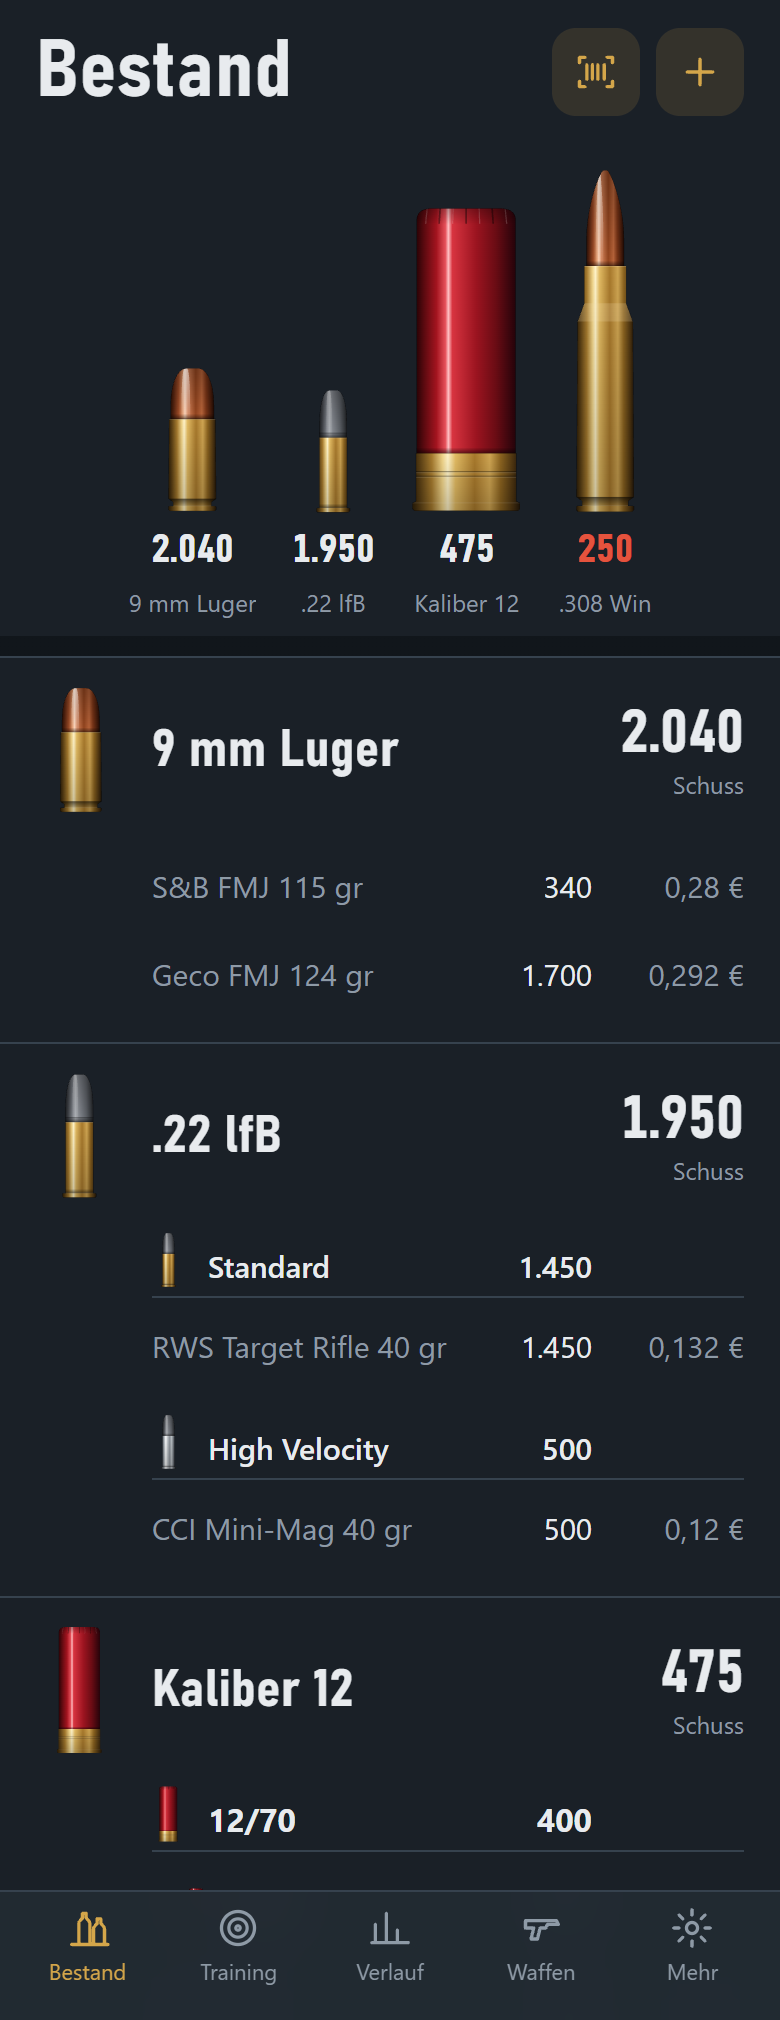 Bestand
2.040 1.950 475 250
9 mm Luger .22 lfB Kaliber 12 .308 Win
9 mm Luger 2.040
Schuss
S&B FMJ 115 gr 340 0,28 €
Geco FMJ 124 gr 1.700 0,292 €
.22 lfB 1.950
Schuss
Standard 1.450
RWS Target Rifle 40 gr 1.450 0,132 €
High Velocity 500
CCI Mini-Mag 40 gr 500 0,12 €
Kaliber 12 475
Schuss
12/70 400
Bestand Training Verlauf Waffen Mehr